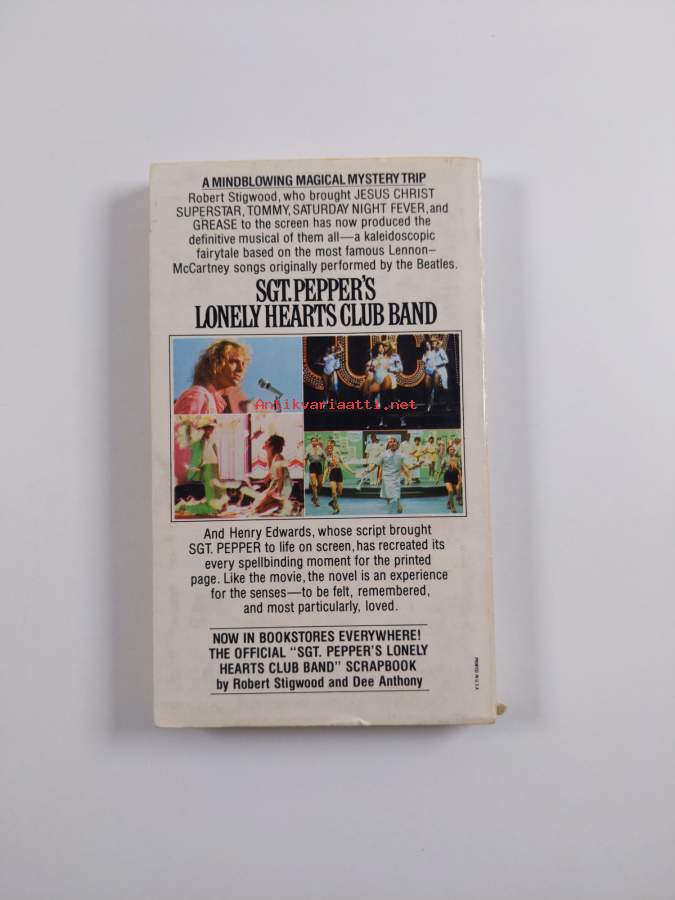 A MINDBLOWING MAGICAL MYSTERY TRIP
Robert Stigwood, who brought JESUS CHRIST
SUPERSTAR, TOMMY, SATURDAY NIGHT FEVER, and
GREASE to the screen has now produced the
definitive musical of them all—a kaleidoscopic
fairytale based on the most famous Lennon–
McCartney songs originally performed by the Beatles.
SGT. PEPPER'S
LONELY HEARTS CLUB BAND
Antikvariaatti.net
And Henry Edwards, whose script brought
SGT. PEPPER to life on screen, has recreated its
every spellbinding moment for the printed
page. Like the movie, the novel is an experience
for the senses—to be felt, remembered,
and most particularly, loved.
NOW IN BOOKSTORES EVERYWHERE!
THE OFFICIAL "SGT. PEPPER'S LONELY
HEARTS CLUB BAND" SCRAPBOOK
by Robert Stigwood and Dee Anthony
PRINTED IN U.S.A.